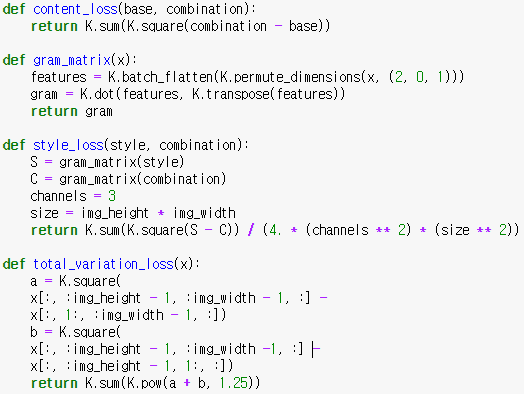 def content_loss(base, combination):
    return K.sum(K.square(combination - base))

def gram_matrix(x):
    features = K.batch_flatten(K.permute_dimensions(x, (2, 0, 1)))
    gram = K.dot(features, K.transpose(features))
    return gram

def style_loss(style, combination):
    S = gram_matrix(style)
    C = gram_matrix(combination)
    channels = 3
    size = img_height * img_width
    return K.sum(K.square(S - C)) / (4. * (channels ** 2) * (size ** 2))

def total_variation_loss(x):
    a = K.square(
    x[:, :img_height - 1, :img_width - 1, :] -
    x[:, 1:, :img_width - 1, :])
    b = K.square(
    x[:, :img_height - 1, :img_width -1, :] -
    x[:, :img_height - 1, 1:, :])
    return K.sum(K.pow(a + b, 1.25))